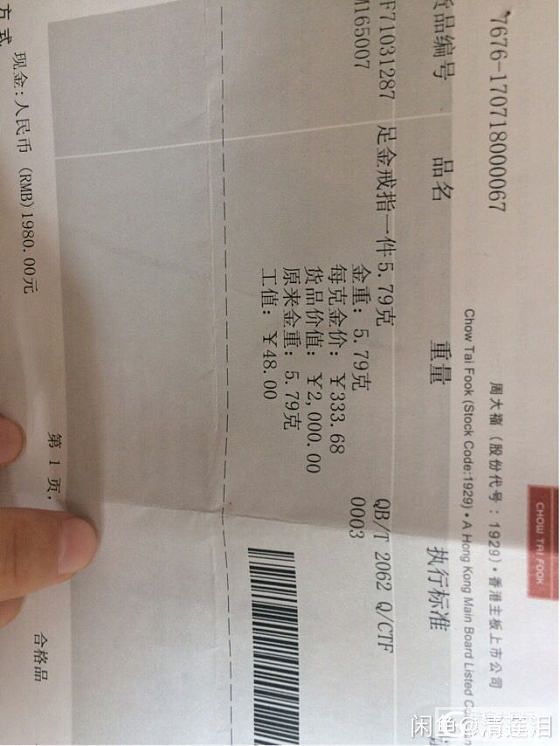 CHOW TAI FOOK
周大福（股份代号：1929）·香港主板上市公司
Chow Tai Fook (Stock Code:1929) · A Hong Kong Main Board Listed Co
7676-170718000067
货品编号 品名 重量 执行标准
F71031287 足金戒指一件 5.79克 QB/T 2062 Q/CTF
M165007 金重：5.79克 0003
每克金价：￥333.68
货品价值：￥2,000.00
原来金重：5.79克
工值：￥48.00
方式
现金：人民币 (RMB)1980.00元
第 1 页，
合格品
闲鱼@清莲泪